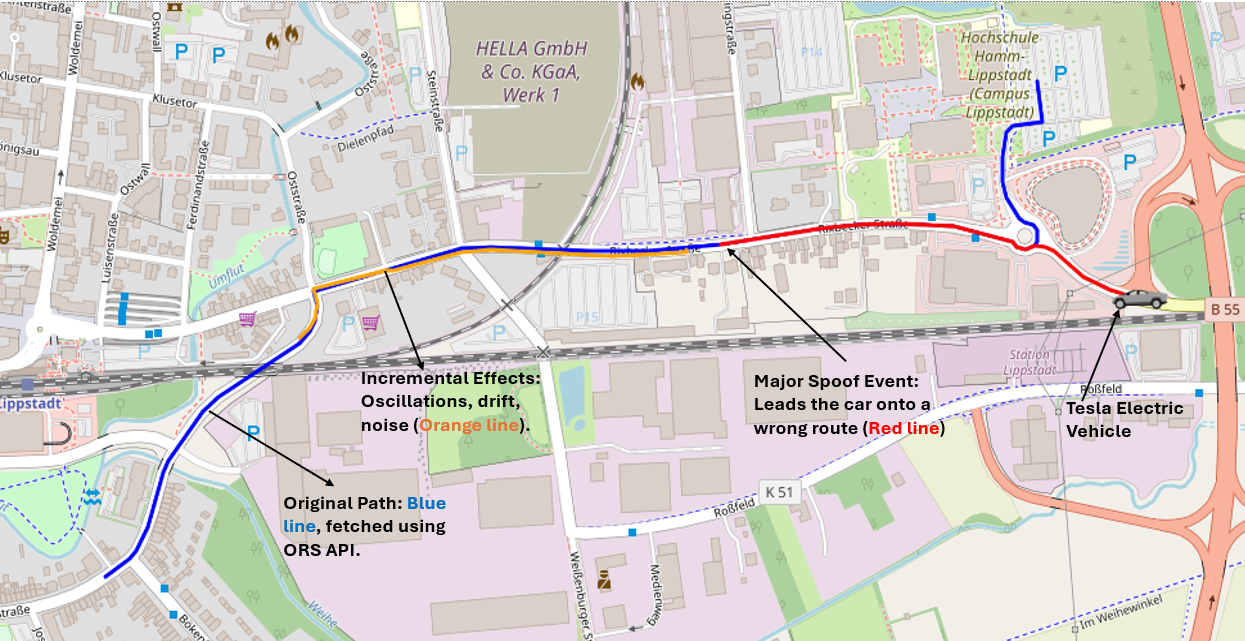 Woldemei
Ostwall
Oststraße
P
P
P
HELLA GmbH
& Co. KGaA,
Werk 1
P14
Hochschule
Hamm-
Lippstadt
(Campus
Lippstadt)
P
P
P
P
P
Klusetor
Klusetor
Steinstraße
Dielenpfad
P
Ostwall
Ferdinandstraße
Oststraße
Luisenstraße
Woldemei
Umflut
Rixbecker Straße
B 55
P
P15
P
P
Lippstadt
Station
Lippstadt
Roßfeld
Incremental Effects:
Oscillations, drift,
noise (Orange line).
Major Spoof Event:
Leads the car onto a
wrong route (Red line)
Tesla Electric
Vehicle
P
Original Path: Blue
line, fetched using
ORS API.
K 51
Roßfeld
Weißenburger S
Medienweg
Weihe
Im Weihewinkel